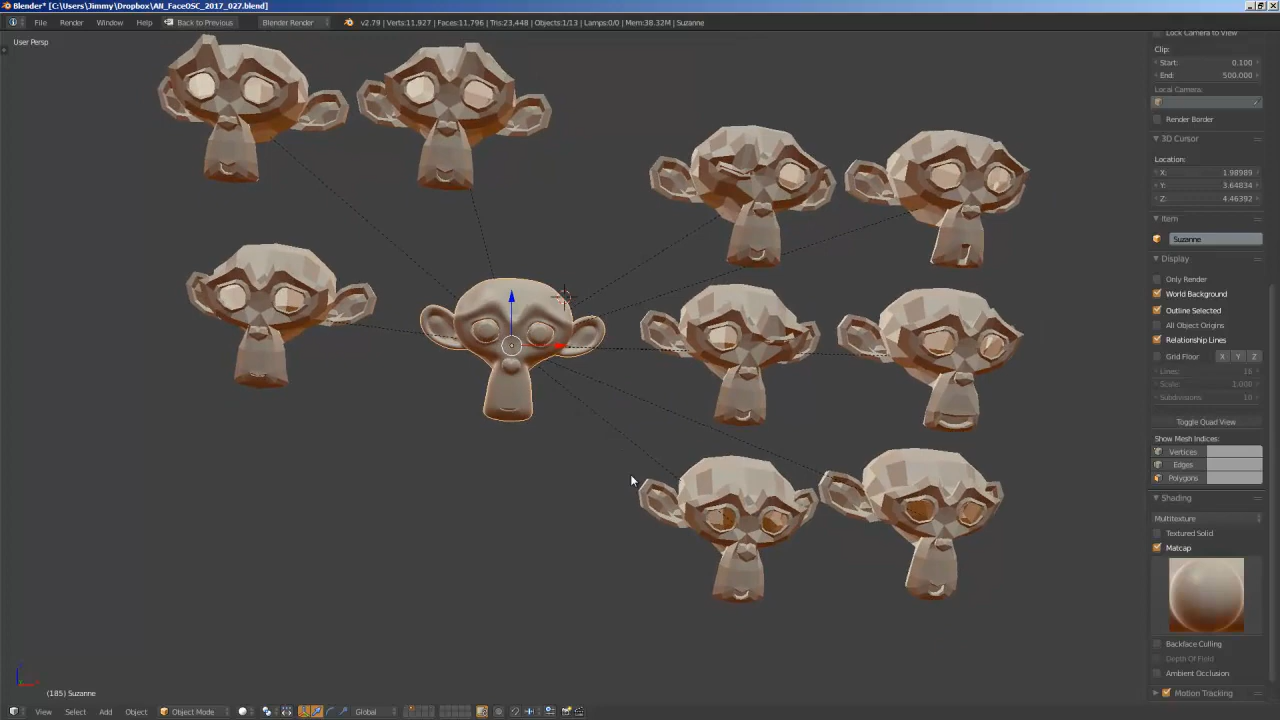 Blender* [C:\Users\Jimmy\Dropbox\AN_FaceOSC_2017_027.blend]
File Render Window Help Back to Previous Blender Render v2.79 | Verts:11,927 | Faces:11,796 | Tris:23,448 | Objects:1/13 | Lamps:0/0 | Mem:38.32M | Suzanne
User Persp
Lock Camera to View
Clip:
Start: 0.100
End: 500.000
Local Camera:
Render Border
3D Cursor
Location:
X: 1.98989
Y: 3.64834
Z: 4.46392
Item
Suzanne
Display
Only Render
World Background
Outline Selected
All Object Origins
Relationship Lines
Grid Floor X Y Z
Lines: 16
Scale: 1.000
Subdivisions: 10
Toggle Quad View
Show Mesh Indices:
Vertices
Edges
Polygons
Shading
Multitexture
Textured Solid
Matcap
Backface Culling
Depth Of Field
Ambient Occlusion
Motion Tracking
(185) Suzanne
View Select Add Object Object Mode Global